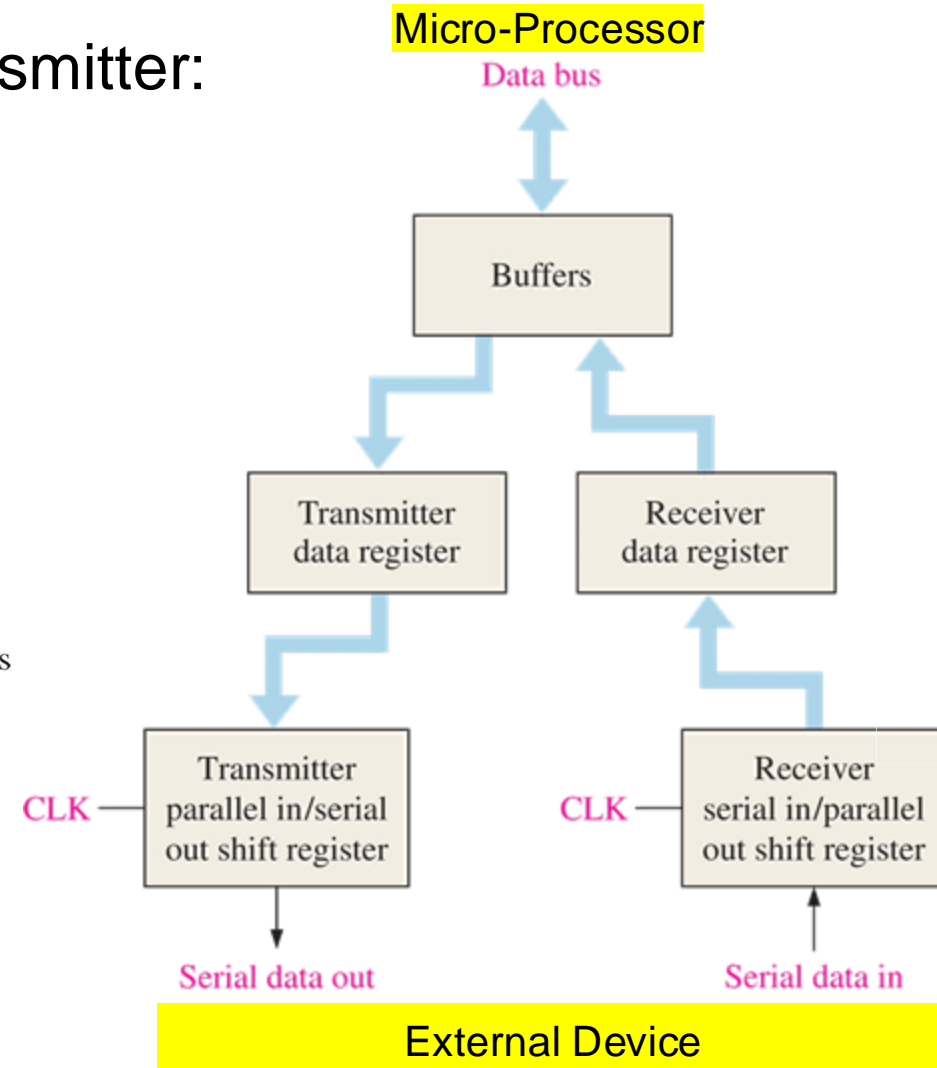 Micro-Processor
smitter:
Data bus
Buffers
Transmitter
data register
Receiver
data register
s
Transmitter
parallel in/serial
out shift register
CLK
Receiver
serial in/parallel
out shift register
CLK
Serial data out
Serial data in
External Device